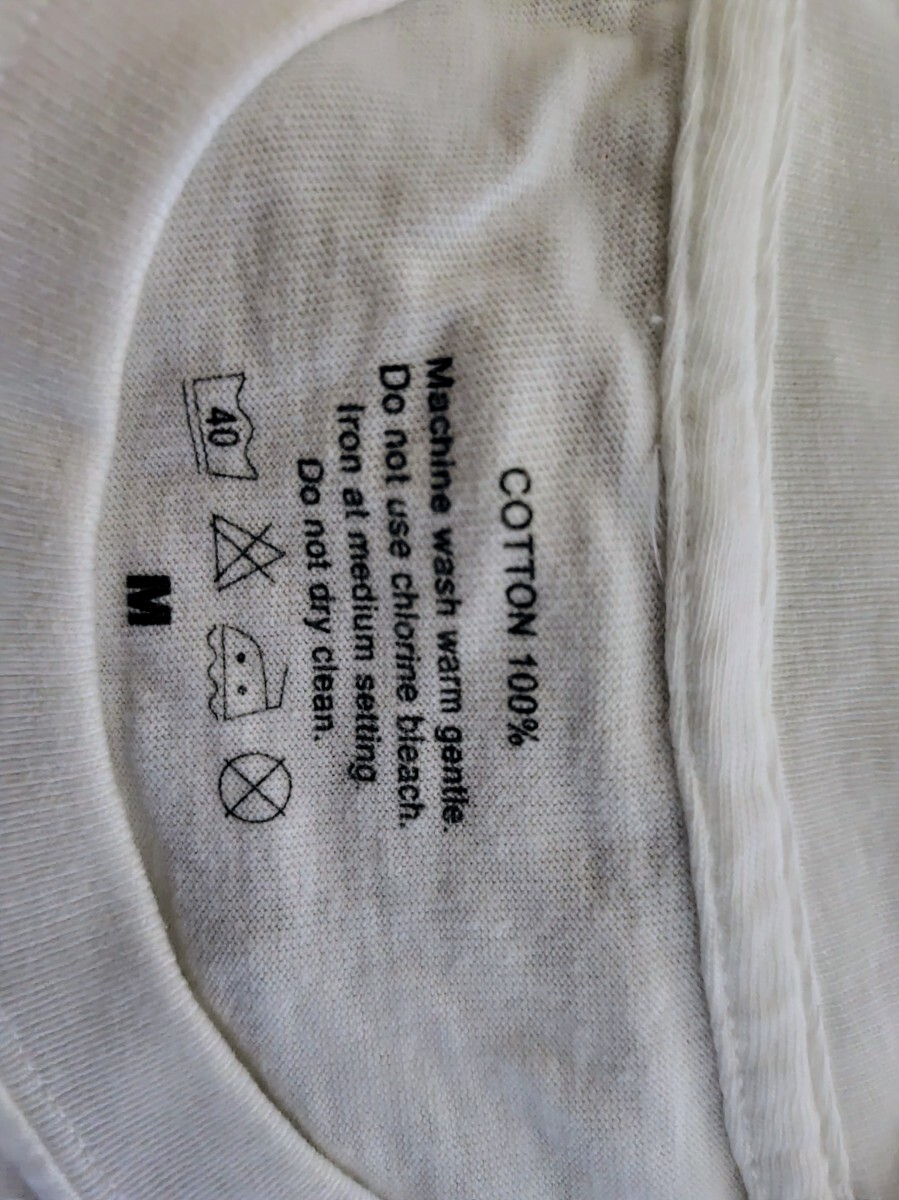 COTTON 100%
Machine wash warm gentle.
Do not use chlorine bleach.
Iron at medium setting.
Do not dry clean.
40
M